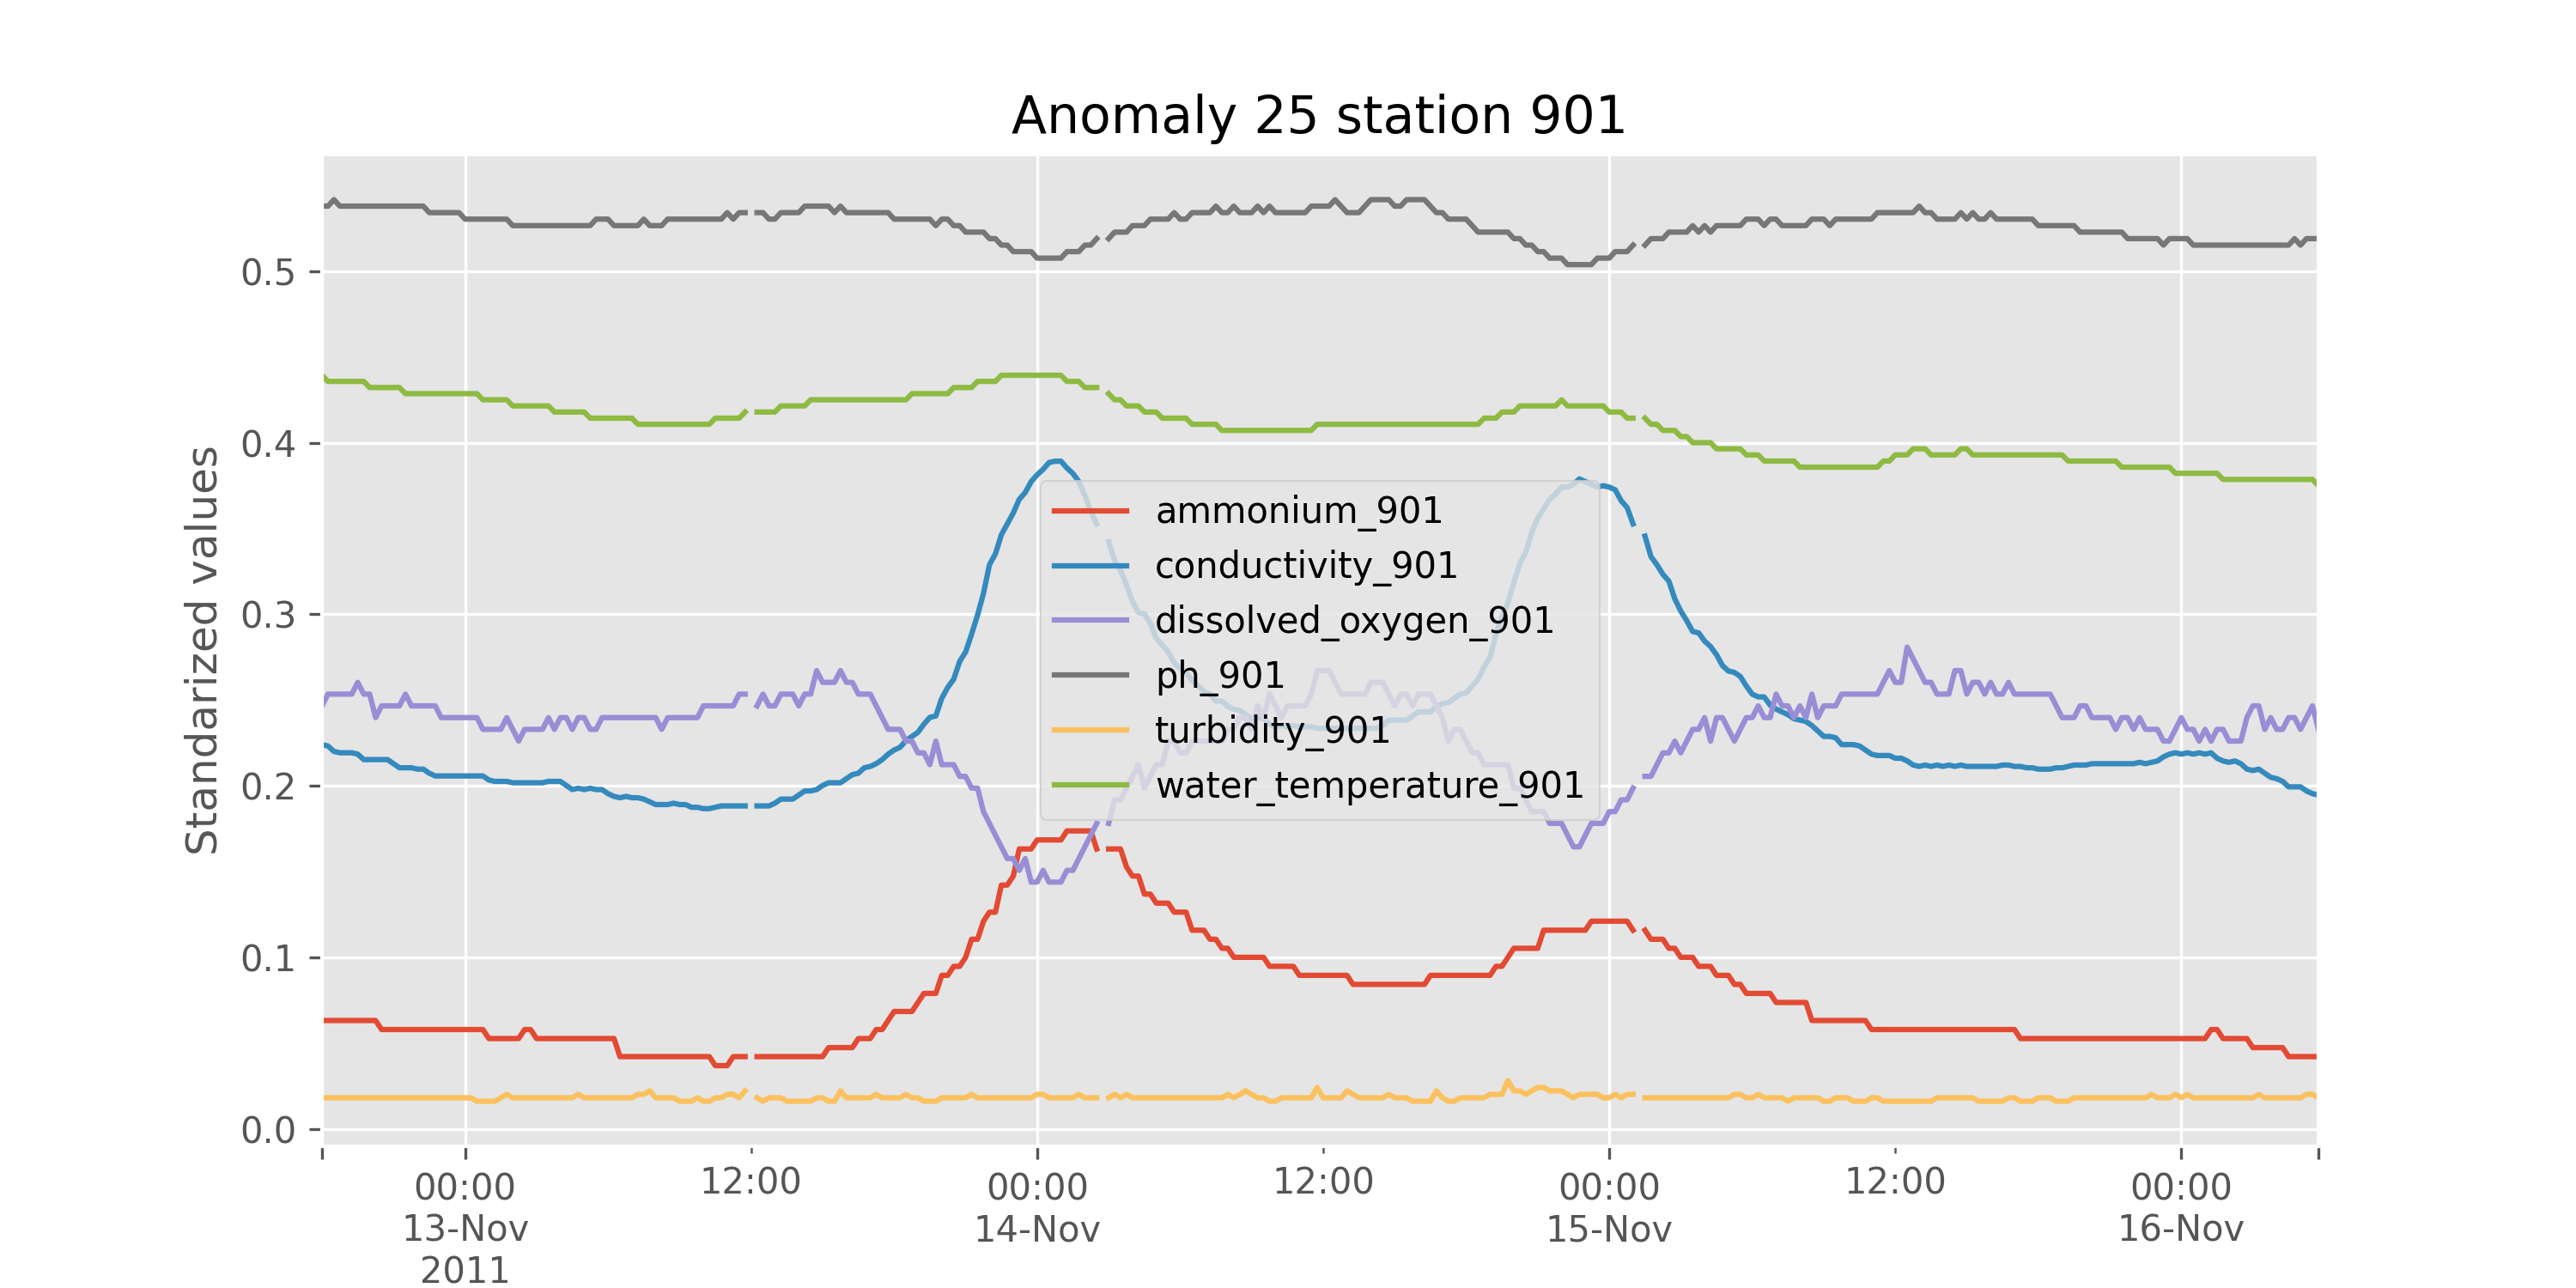 Anomaly 25 station 901
Standarized values
0.5
0.4
0.3
0.2
0.1
0.0
ammonium_901
conductivity_901
dissolved_oxygen_901
ph_901
turbidity_901
water_temperature_901
00:00 12:00 00:00 12:00 00:00 12:00 00:00
13-Nov 14-Nov 15-Nov 16-Nov
2011